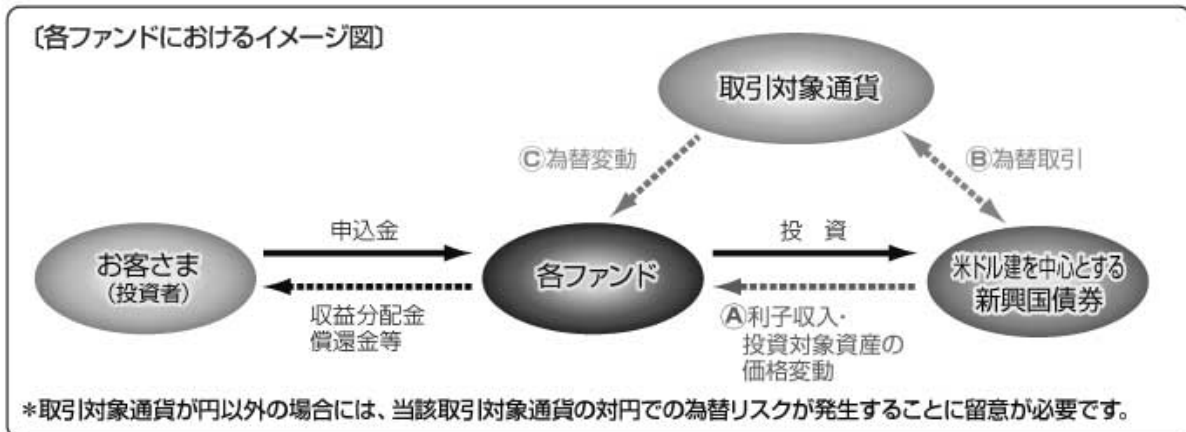 〔各ファンドにおけるイメージ図〕
取引対象通貨
Ⓒ為替変動
Ⓑ為替取引
申込金
投 資
お客さま
(投資者)
各ファンド
米ドル建を中心とする
新興国債券
収益分配金
償還金等
Ⓐ利子収入・
投資対象資産の
価格変動
*取引対象通貨が円以外の場合には、当該取引対象通貨の対円での為替リスクが発生することに留意が必要です。